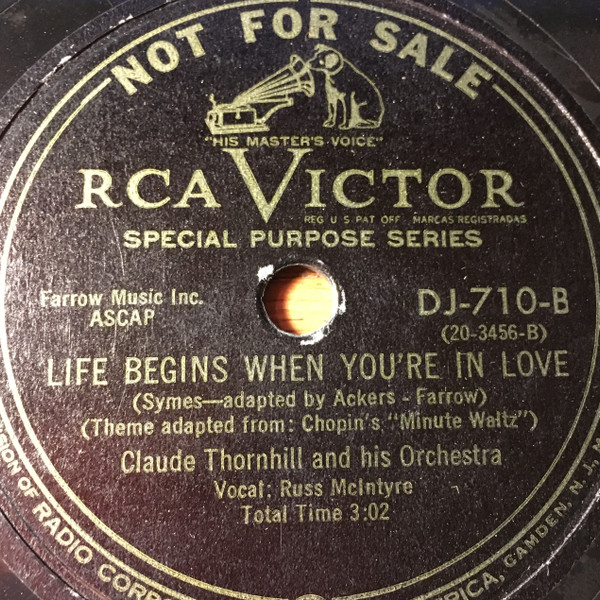 NOT FOR SALE
"HIS MASTER'S VOICE"
RCA VICTOR
REG U S PAT OFF MARCAS REGISTRADAS
SPECIAL PURPOSE SERIES
Farrow Music Inc.
ASCAP
DJ-710-B
(20-3456-B)
LIFE BEGINS WHEN YOU'RE IN LOVE
(Symes—adapted by Ackers - Farrow)
(Theme adapted from: Chopin's "Minute Waltz")
Claude Thornhill and his Orchestra
Vocal: Russ McIntyre
Total Time 3:02
OF RADIO CAMDEN, N. J.,